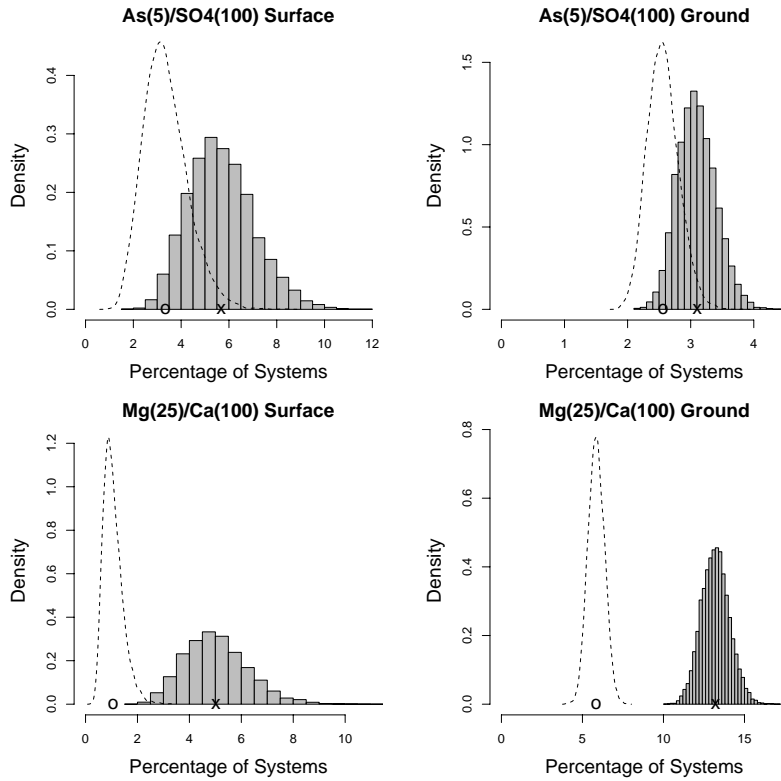 As(5)/SO4(100) Surface
Density
0.0 0.1 0.2 0.3 0.4
o x
0 2 4 6 8 10 12
Percentage of Systems
As(5)/SO4(100) Ground
Density
0.0 0.5 1.0 1.5
o x
0 1 2 3 4
Percentage of Systems
Mg(25)/Ca(100) Surface
Density
0.0 0.2 0.4 0.6 0.8 1.0 1.2
o x
0 2 4 6 8 10
Percentage of Systems
Mg(25)/Ca(100) Ground
Density
0.0 0.2 0.4 0.6 0.8
o x
0 5 10 15
Percentage of Systems